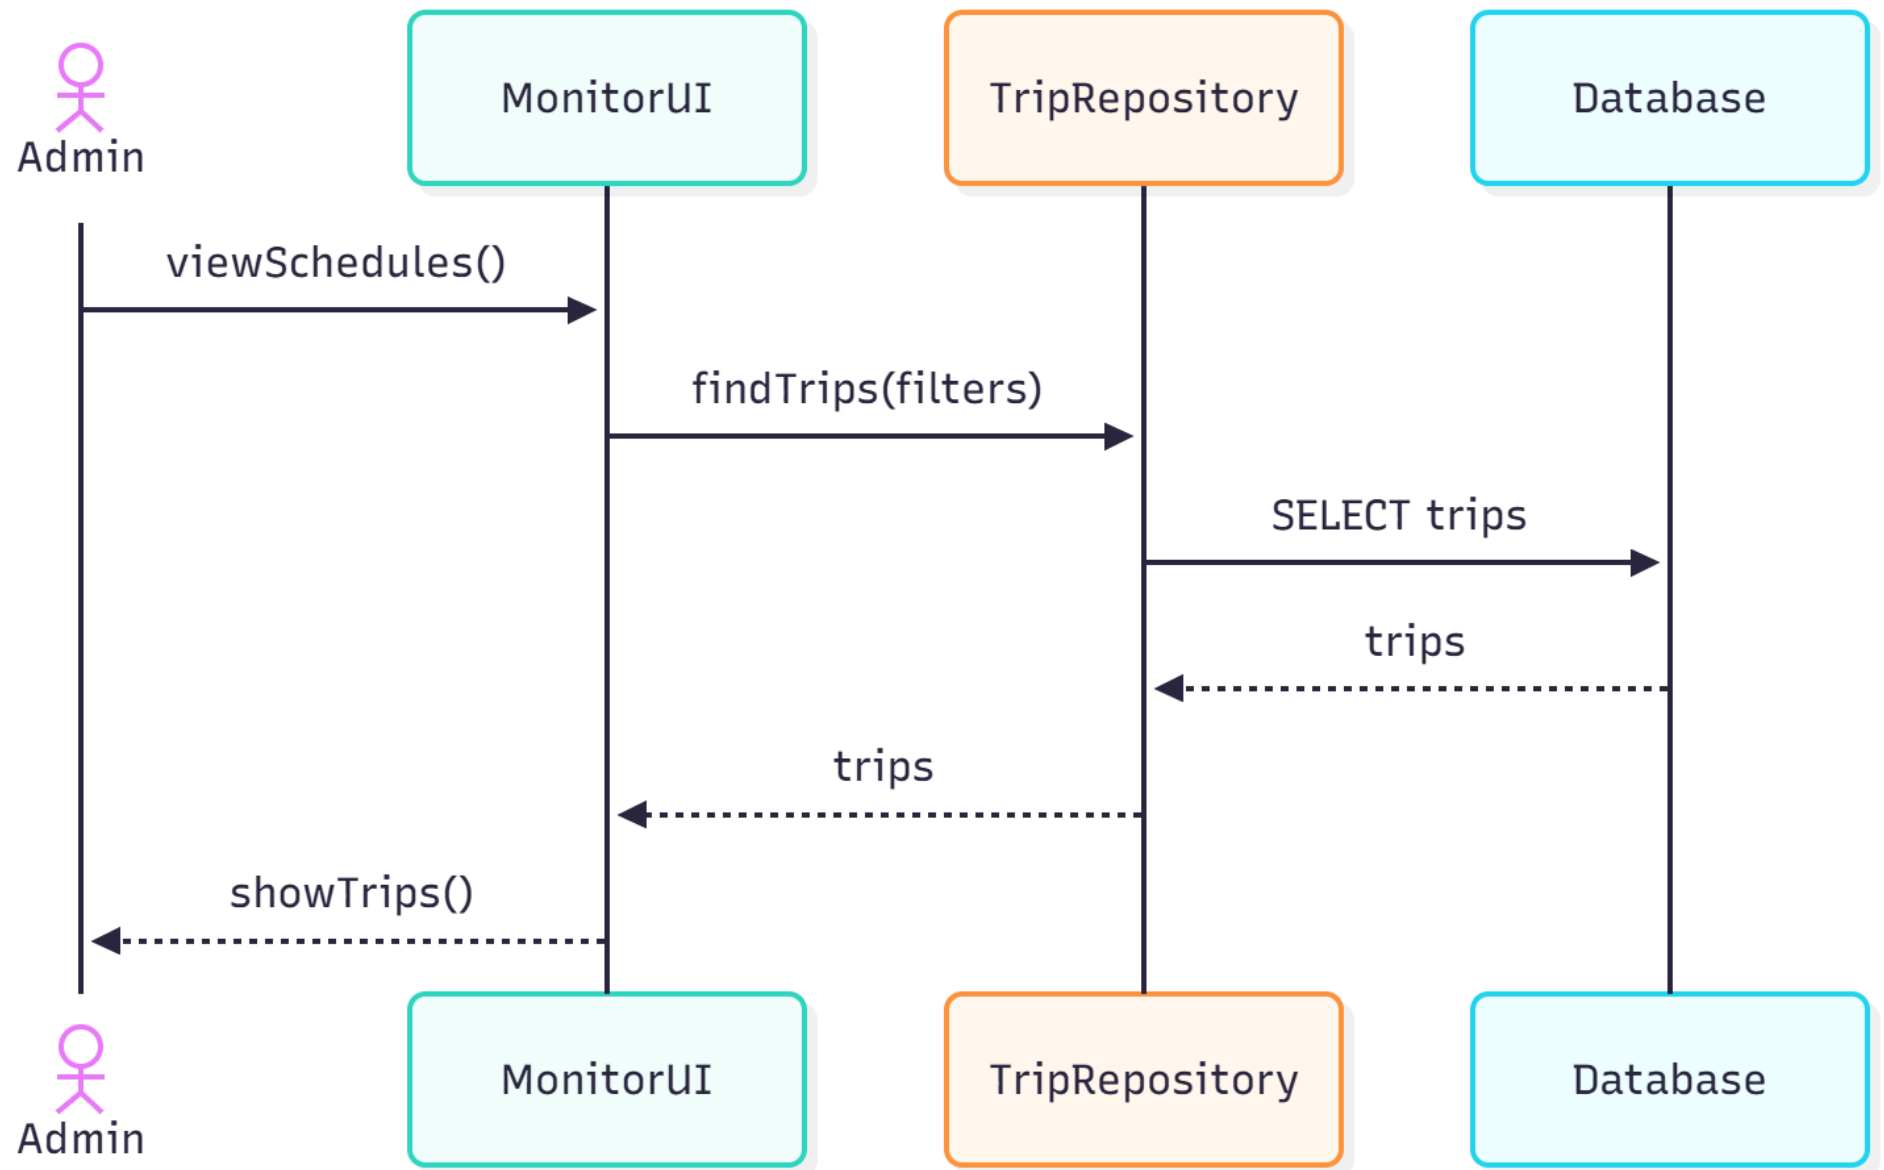 Admin
MonitorUI
TripRepository
Database
viewSchedules()
findTrips(filters)
SELECT trips
trips
trips
showTrips()
Admin
MonitorUI
TripRepository
Database